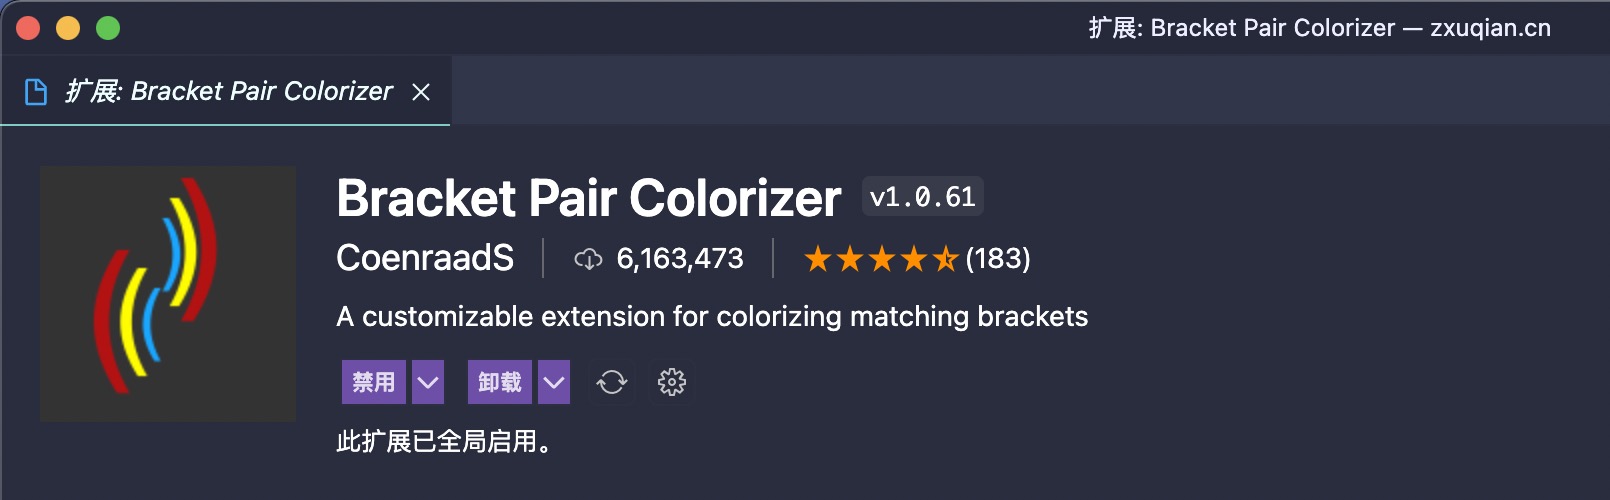 扩展: Bracket Pair Colorizer — zxuqian.cn
扩展: Bracket Pair Colorizer
Bracket Pair Colorizer v1.0.61
CoenraadS 6,163,473 (183)
A customizable extension for colorizing matching brackets
禁用 卸载
此扩展已全局启用。